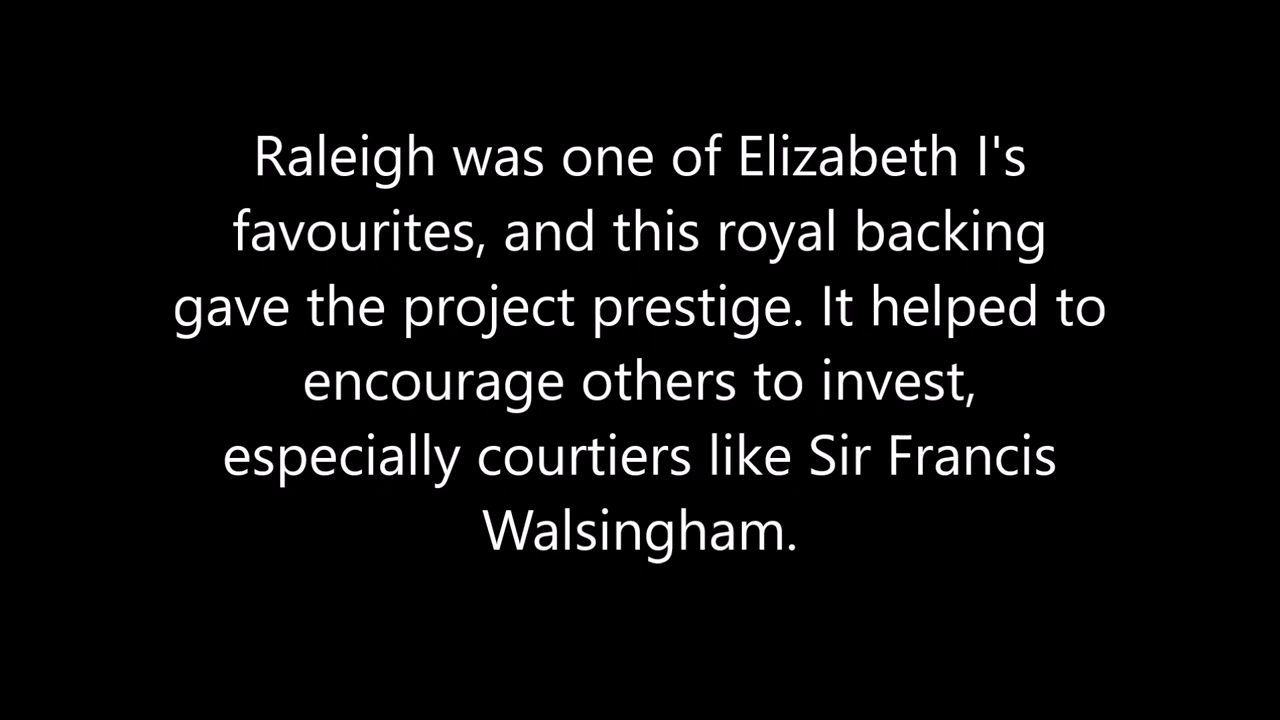 Raleigh was one of Elizabeth I's
favourites, and this royal backing
gave the project prestige. It helped to
encourage others to invest,
especially courtiers like Sir Francis
Walsingham.